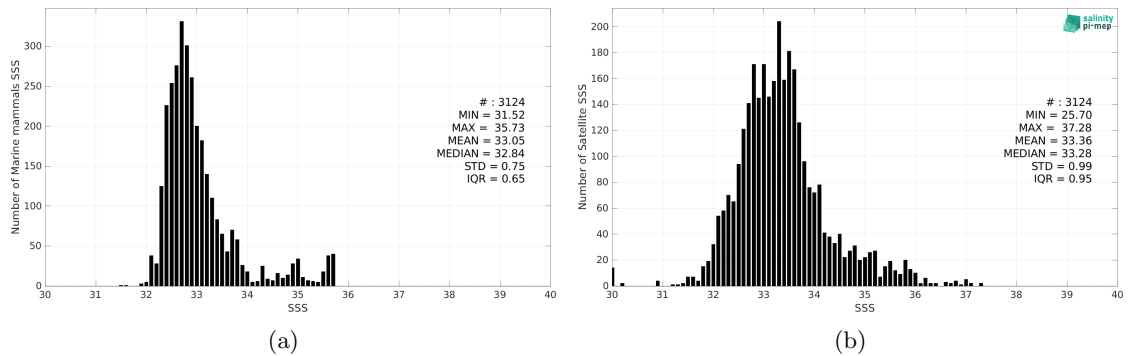 Number of Marine mammals SSS
300
250
200
150
100
50
0
30 31 32 33 34 35 36 37 38 39 40
SSS
# : 3124
MIN = 31.52
MAX = 35.73
MEAN = 33.05
MEDIAN = 32.84
STD = 0.75
IQR = 0.65
(a)
Number of Satellite SSS
200
180
160
140
120
100
80
60
40
20
0
30 31 32 33 34 35 36 37 38 39 40
SSS
salinity
pi-mep
# : 3124
MIN = 25.70
MAX = 37.28
MEAN = 33.36
MEDIAN = 33.28
STD = 0.99
IQR = 0.95
(b)